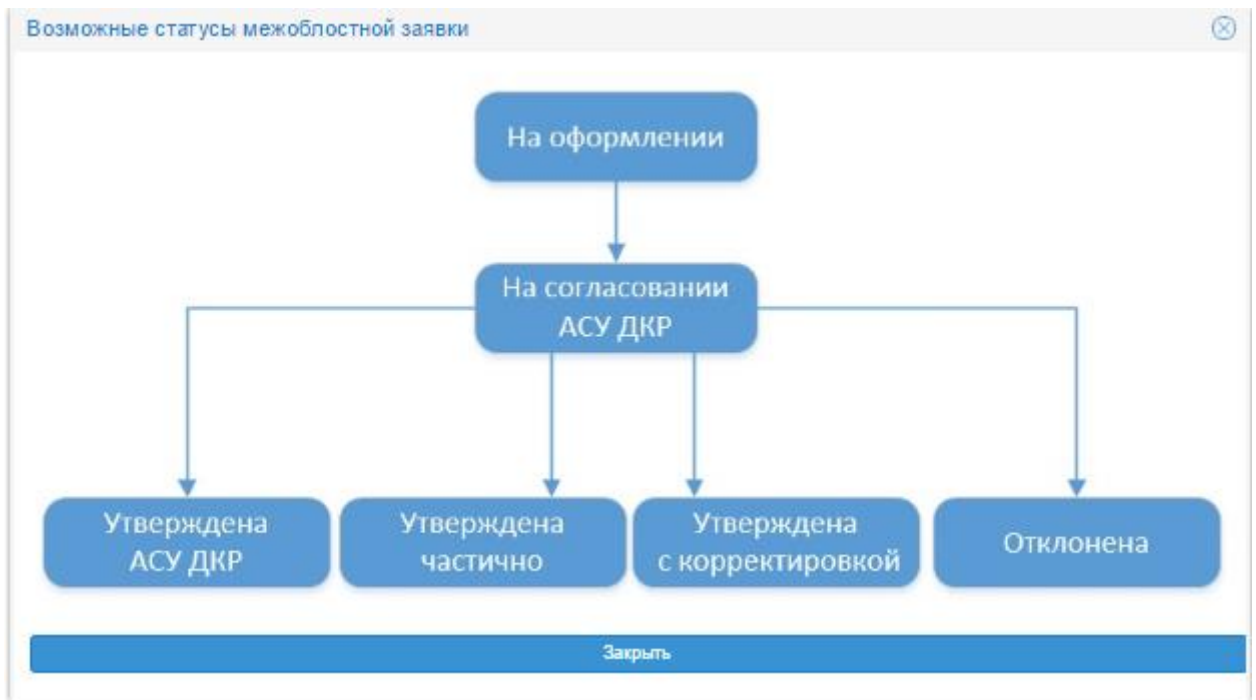 Возможные статусы межоблостной заявки
На оформлении
На согласовании
АСУ ДКР
Утверждена
АСУ ДКР
Утверждена
частично
Утверждена
с корректировкой
Отклонена
Закрыть